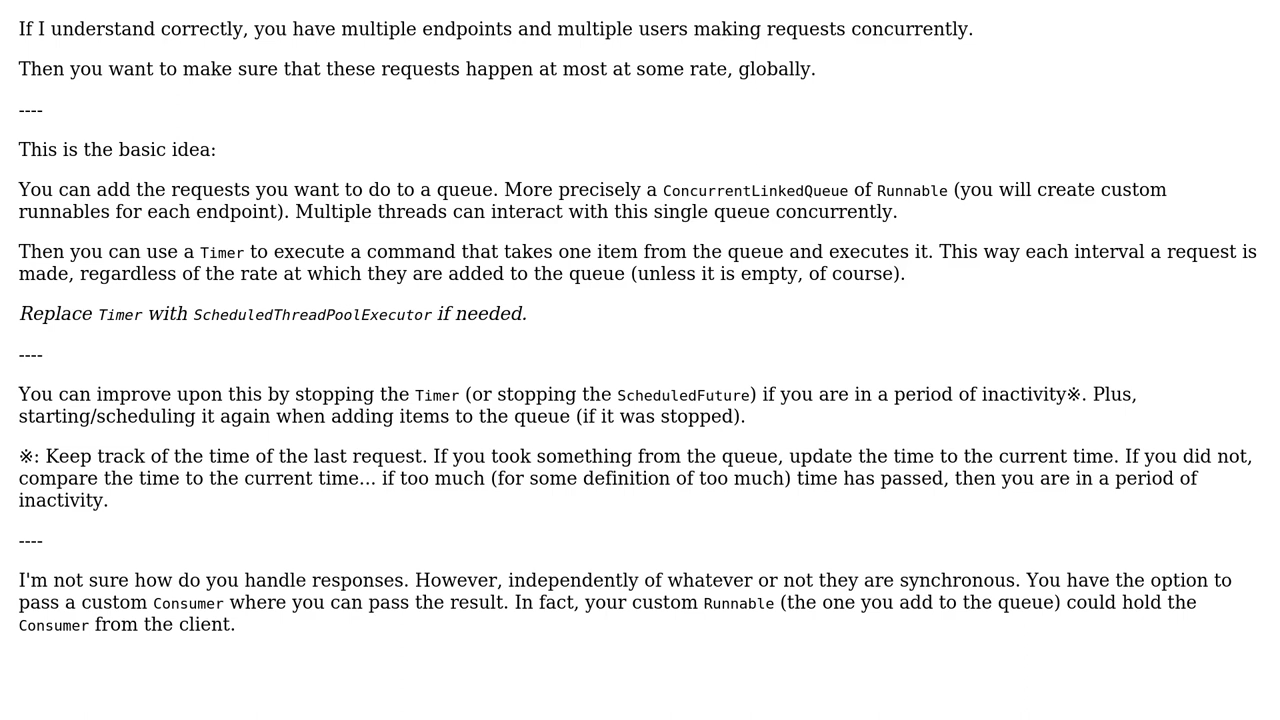 If I understand correctly, you have multiple endpoints and multiple users making requests concurrently.
Then you want to make sure that these requests happen at most at some rate, globally.
----
This is the basic idea:
You can add the requests you want to do to a queue. More precisely a ConcurrentLinkedQueue of Runnable (you will create custom
runnables for each endpoint). Multiple threads can interact with this single queue concurrently.
Then you can use a Timer to execute a command that takes one item from the queue and executes it. This way each interval a request is
made, regardless of the rate at which they are added to the queue (unless it is empty, of course).
Replace Timer with ScheduledThreadPoolExecutor if needed.
----
You can improve upon this by stopping the Timer (or stopping the ScheduledFuture) if you are in a period of inactivity※. Plus,
starting/scheduling it again when adding items to the queue (if it was stopped).
※: Keep track of the time of the last request. If you took something from the queue, update the time to the current time. If you did not,
compare the time to the current time... if too much (for some definition of too much) time has passed, then you are in a period of
inactivity.
----
I'm not sure how do you handle responses. However, independently of whatever or not they are synchronous. You have the option to
pass a custom Consumer where you can pass the result. In fact, your custom Runnable (the one you add to the queue) could hold the
Consumer from the client.